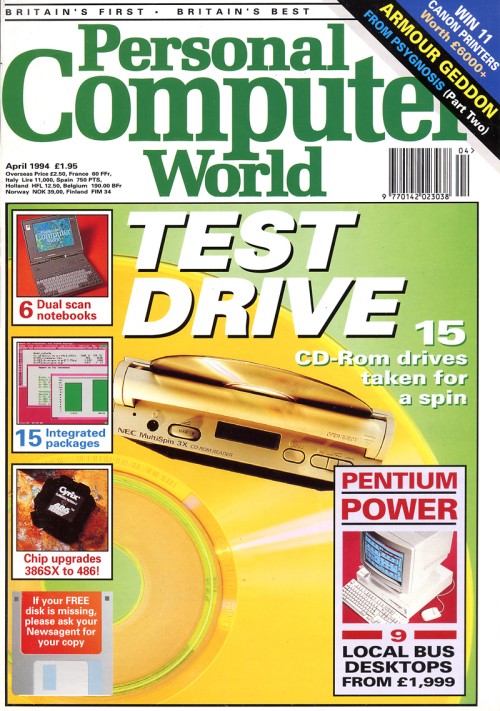 BRITAIN'S FIRST • BRITAIN'S BEST
WIN 11
CANON PRINTERS
Worth £6000+
ARMOUR GEDDON
FROM PSYGNOSIS (Part Two)
Personal
Computer
World
April 1994 £1.95
Overseas Price £2.50, France 60 FFr,
Italy Lire 11,000, Spain 750 PTS,
Holland HFL 12.50, Belgium 190.00 BFr
Norway NOK 39,00, Finland FIM 34
04>
9 770142 023038
TEST
DRIVE
15
CD-Rom drives
taken for
a spin
6 Dual scan
notebooks
15 Integrated
packages
NEC MultiSpin 3X CD-ROM READER
Cyrix
486
Chip upgrades
386SX to 486!
If your FREE
disk is missing,
please ask your
Newsagent for
your copy
PENTIUM
POWER
9
LOCAL BUS
DESKTOPS
FROM £1,999